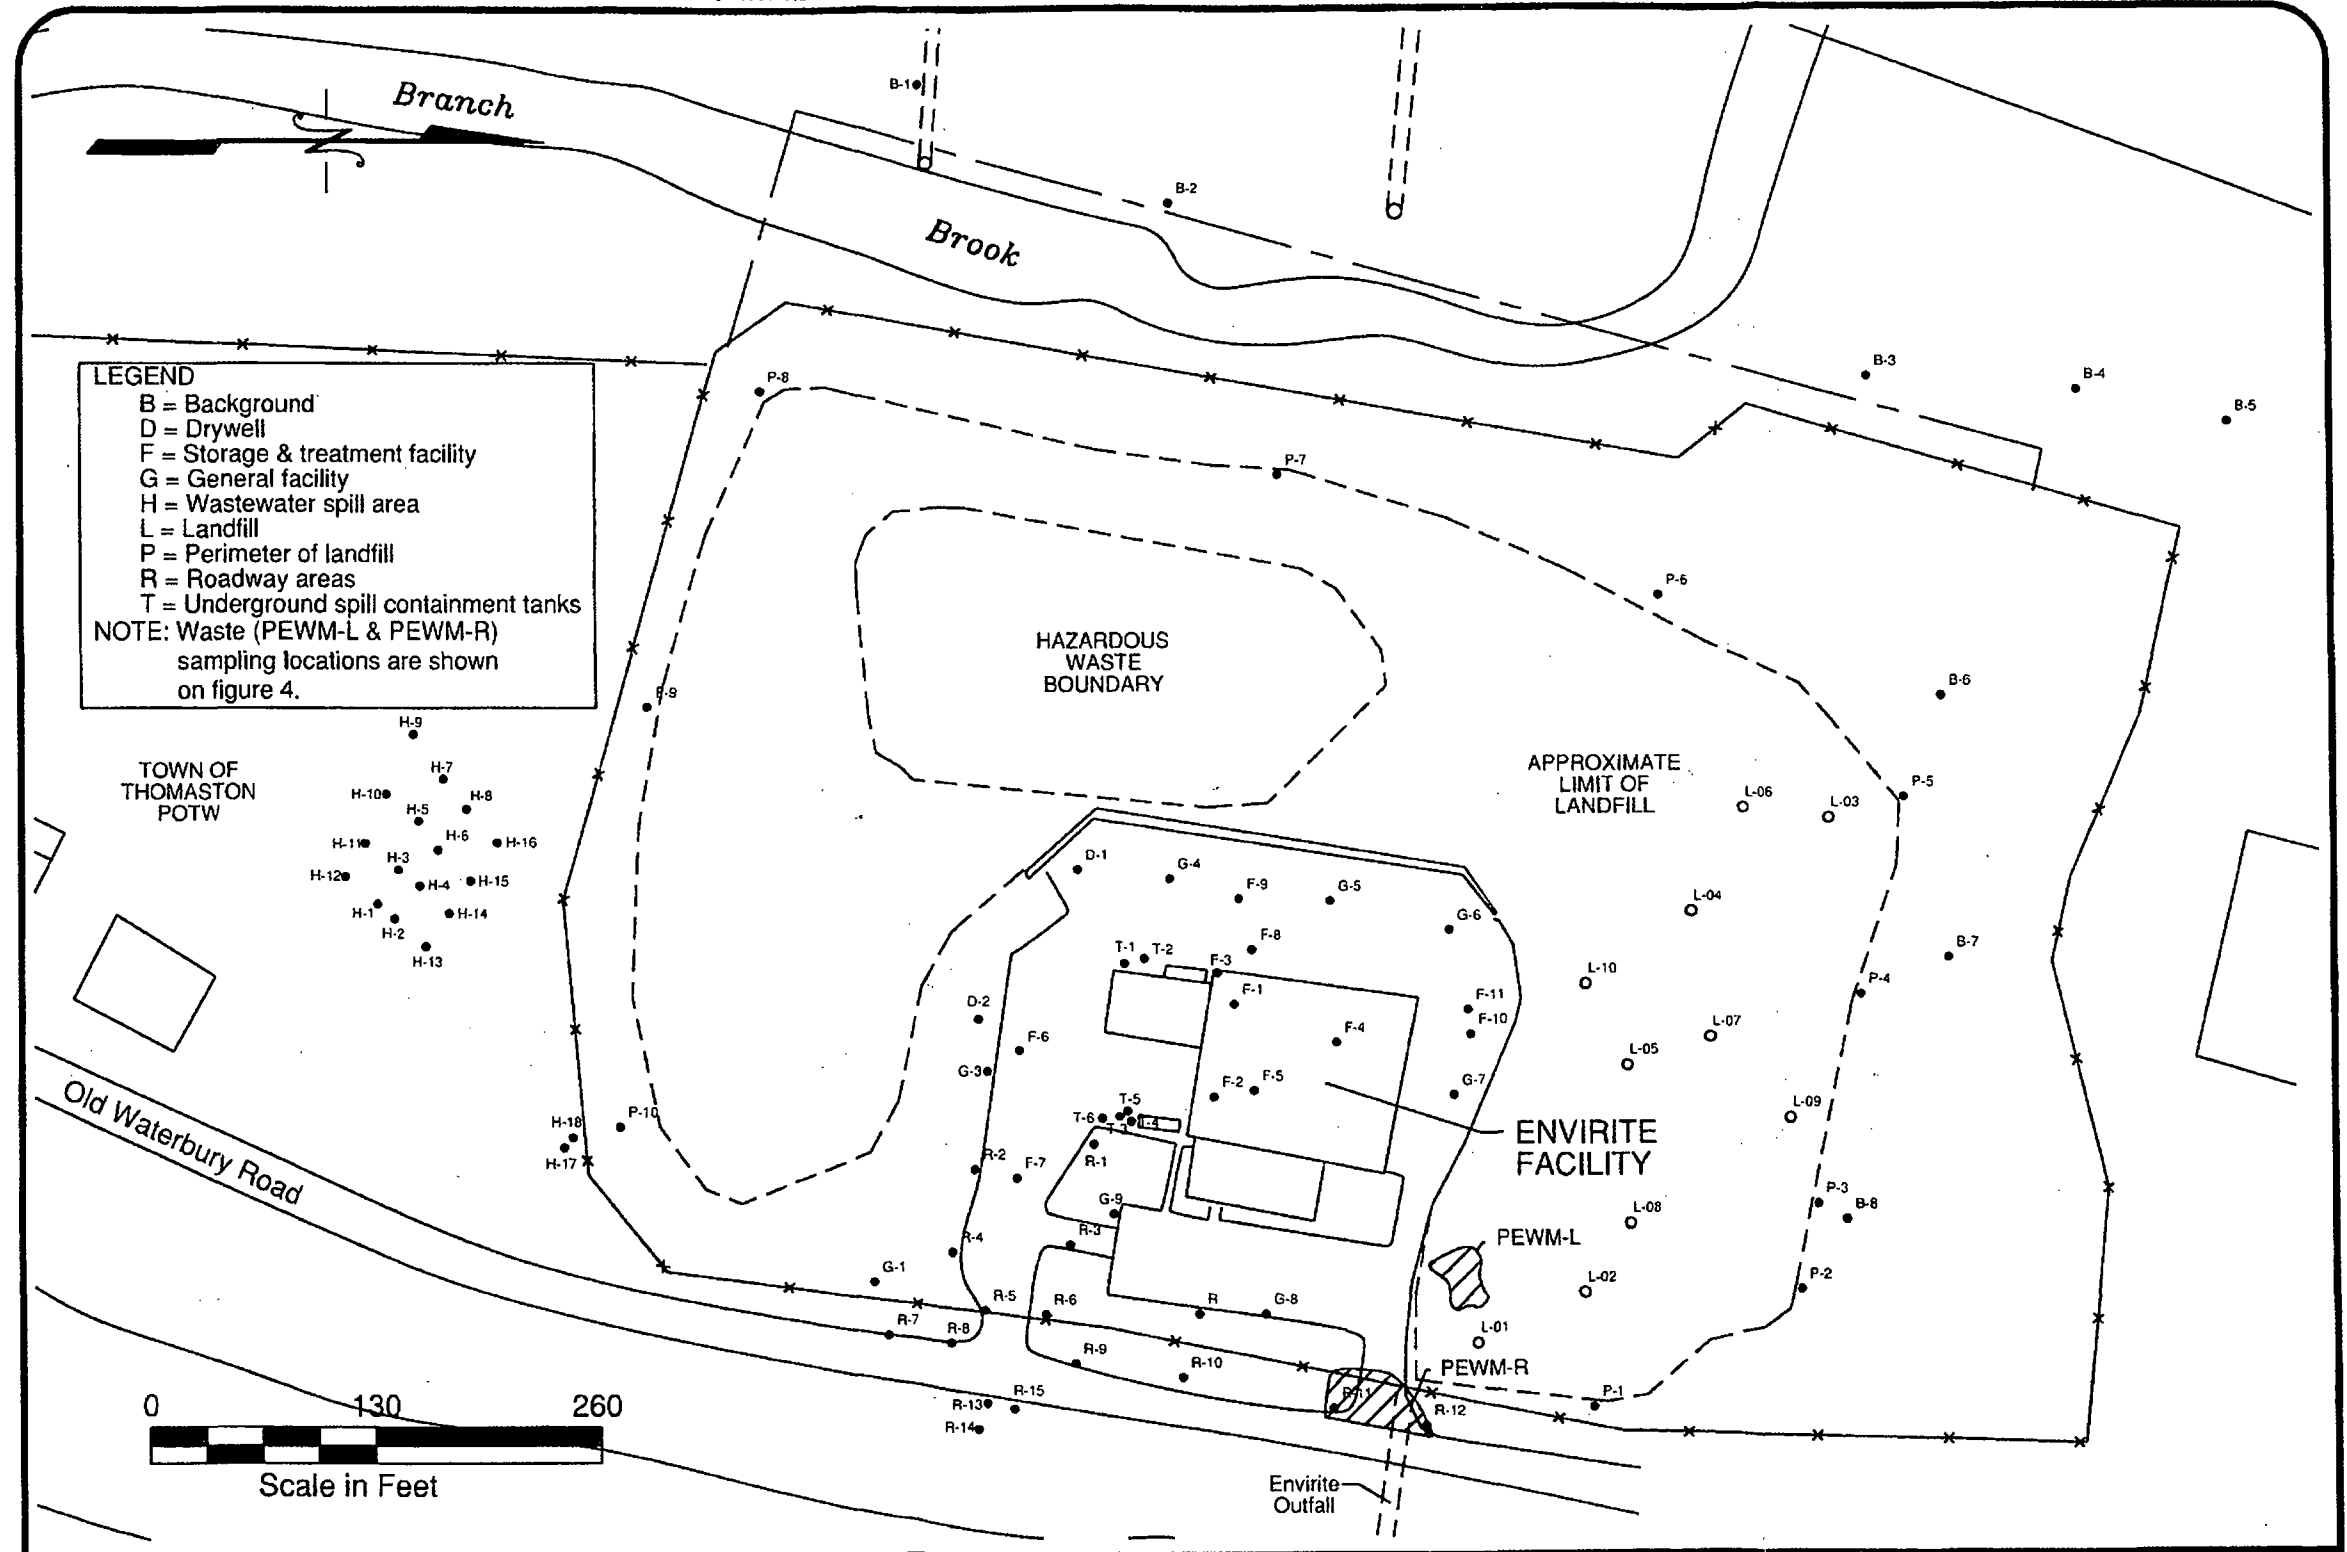 Branch
B-1
B-2
Brook
B-3
B-4
B-5
P-8
LEGEND
B = Background
D = Drywell
F = Storage & treatment facility
G = General facility
H = Wastewater spill area
L = Landfill
P = Perimeter of landfill
R = Roadway areas
T = Underground spill containment tanks
NOTE: Waste (PEWM-L & PEWM-R)
sampling locations are shown
on figure 4.
P-7
P-6
HAZARDOUS
WASTE
BOUNDARY
B-6
H-9
TOWN OF
THOMASTON
POTW
H-7
H-10
H-8
H-5
H-6
H-11
H-16
H-3
H-12
H-4
H-15
H-1
H-14
H-2
H-13
APPROXIMATE
LIMIT OF
LANDFILL
P-5
L-06
L-03
D-1
G-4
F-9
G-5
L-04
G-6
F-8
B-7
T-1
T-2
F-3
L-10
P-4
F-1
D-2
F-11
F-10
F-4
L-07
F-6
L-05
G-3
F-2
F-5
G-7
Old Waterbury Road
T-5
P-10
T-6
T-3
T-4
L-09
H-18
H-17
ENVIRITE
FACILITY
R-2
F-7
R-1
P-3
B-8
G-9
L-08
R-3
R-4
PEWM-L
G-1
P-2
L-02
R-5
R-6
R
G-8
R-7
R-8
L-01
R-9
R-10
PEWM-R
R-11
R-15
R-13
R-14
R-12
P-1
0 130 260
Scale in Feet
Envirite
Outfall